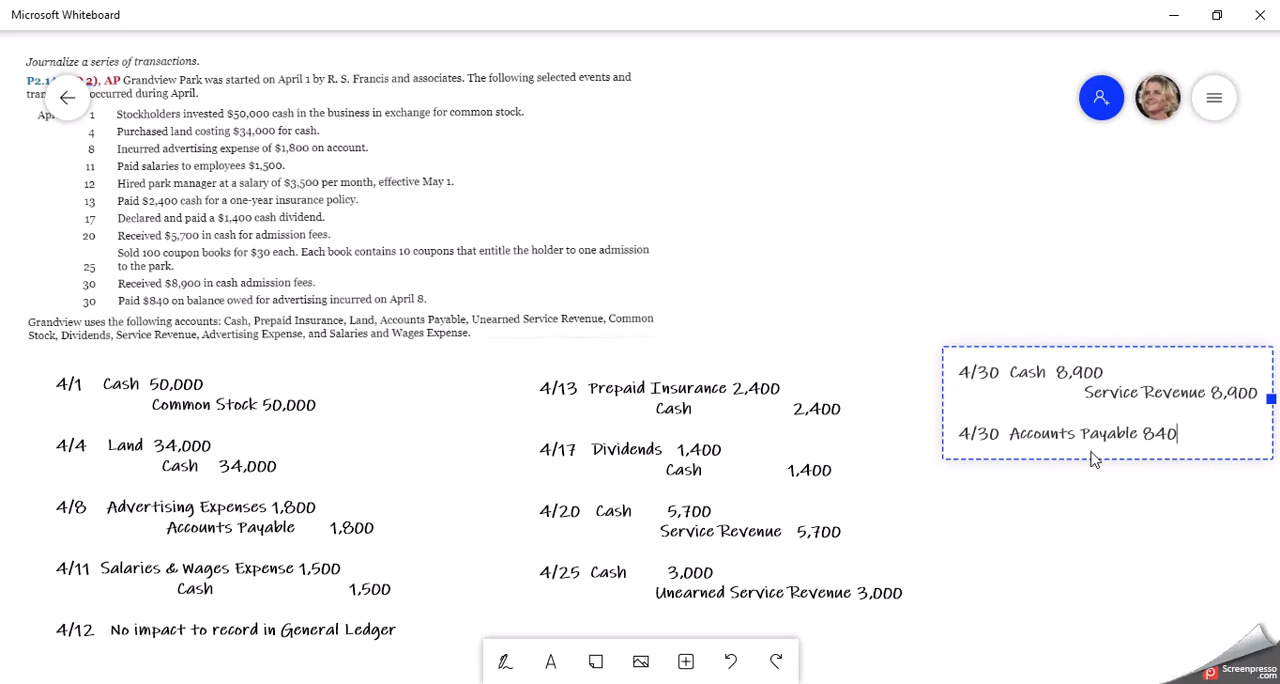 Microsoft Whiteboard
Journalize a series of transactions.
P2.1 2), AP Grandview Park was started on April 1 by R. S. Francis and associates. The following selected events and
occurred during April.
1 Stockholders invested $50,000 cash in the business in exchange for common stock.
4 Purchased land costing $34,000 for cash.
8 Incurred advertising expense of $1,800 on account.
11 Paid salaries to employees $1,500.
12 Hired park manager at a salary of $3,500 per month, effective May 1.
13 Paid $2,400 cash for a one-year insurance policy.
17 Declared and paid a $1,400 cash dividend.
20 Received $5,700 in cash for admission fees.
Sold 100 coupon books for $30 each. Each book contains 10 coupons that entitle the holder to one admission
25 to the park.
30 Received $8,900 in cash admission fees.
30 Paid $840 on balance owed for advertising incurred on April 8.
Grandview uses the following accounts: Cash, Prepaid Insurance, Land, Accounts Payable, Unearned Service Revenue, Common
Stock, Dividends, Service Revenue, Advertising Expense, and Salaries and Wages Expense.
4/1 Cash 50,000
Common Stock 50,000
4/4 Land 34,000
Cash 34,000
4/8 Advertising Expenses 1,800
Accounts Payable 1,800
4/11 Salaries & Wages Expense 1,500
Cash 1,500
4/12 No impact to record in General Ledger
4/13 Prepaid Insurance 2,400
Cash 2,400
4/17 Dividends 1,400
Cash 1,400
4/20 Cash 5,700
Service Revenue 5,700
4/25 Cash 3,000
Unearned Service Revenue 3,000
4/30 Cash 8,900
Service Revenue 8,900
4/30 Accounts Payable 840
Screenpresso
.com